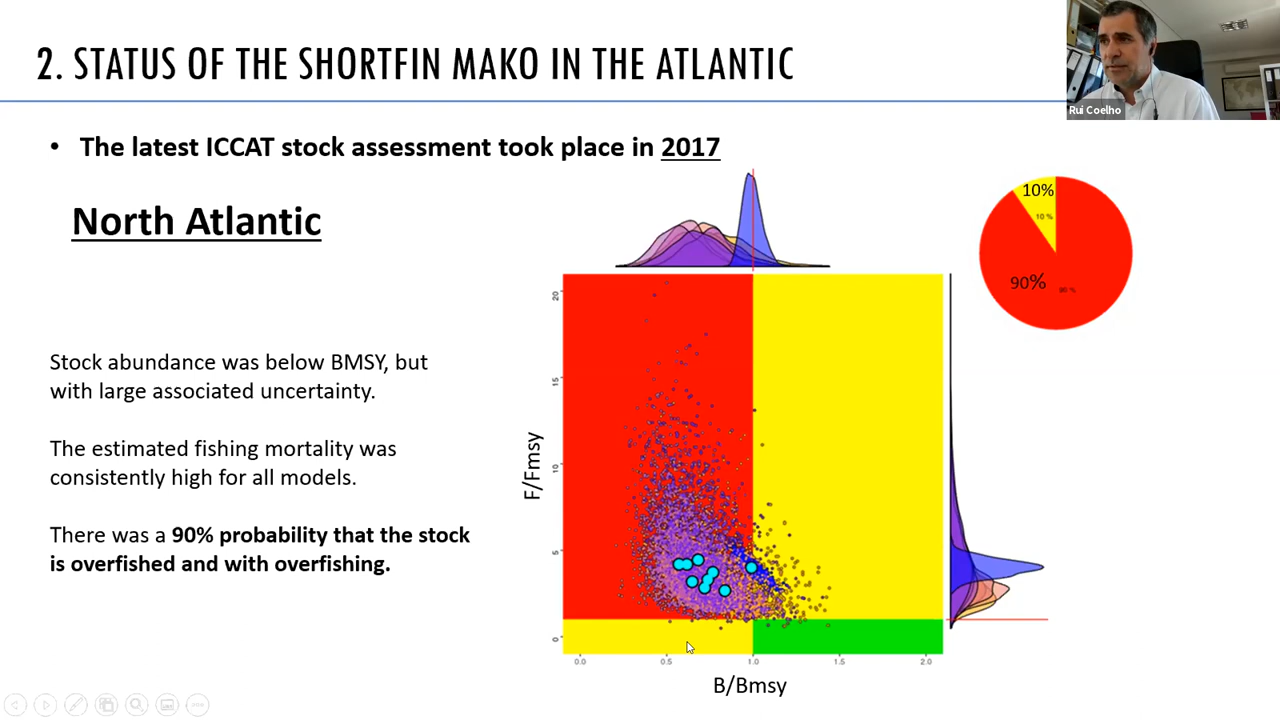 2. STATUS OF THE SHORTFIN MAKO IN THE ATLANTIC
Rui Coelho
• The latest ICCAT stock assessment took place in 2017
North Atlantic
10%
10 %
90%
90 %
Stock abundance was below BMSY, but
with large associated uncertainty.
The estimated fishing mortality was
consistently high for all models.
There was a 90% probability that the stock
is overfished and with overfishing.
F/Fmsy
20
15
10
5
0
0.0 0.5 1.0 1.5 2.0
B/Bmsy